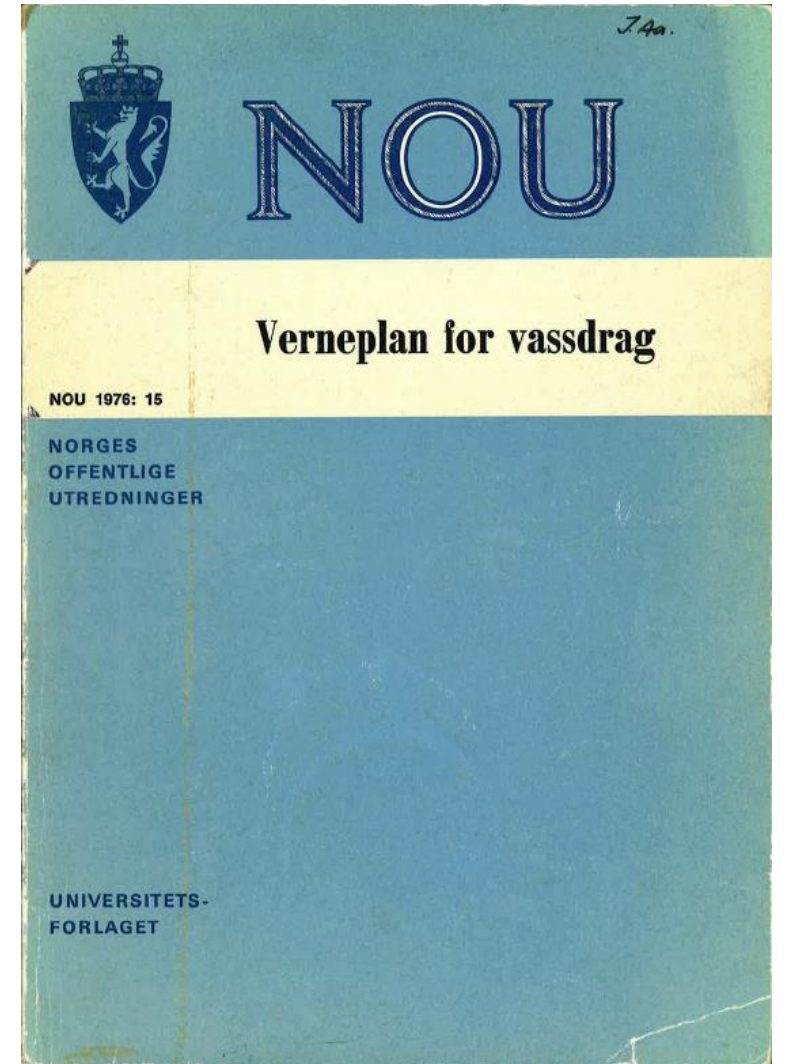 J.Aa.
NOU
Verneplan for vassdrag
NOU 1976: 15
NORGES
OFFENTLIGE
UTREDNINGER
UNIVERSITETS-
FORLAGET